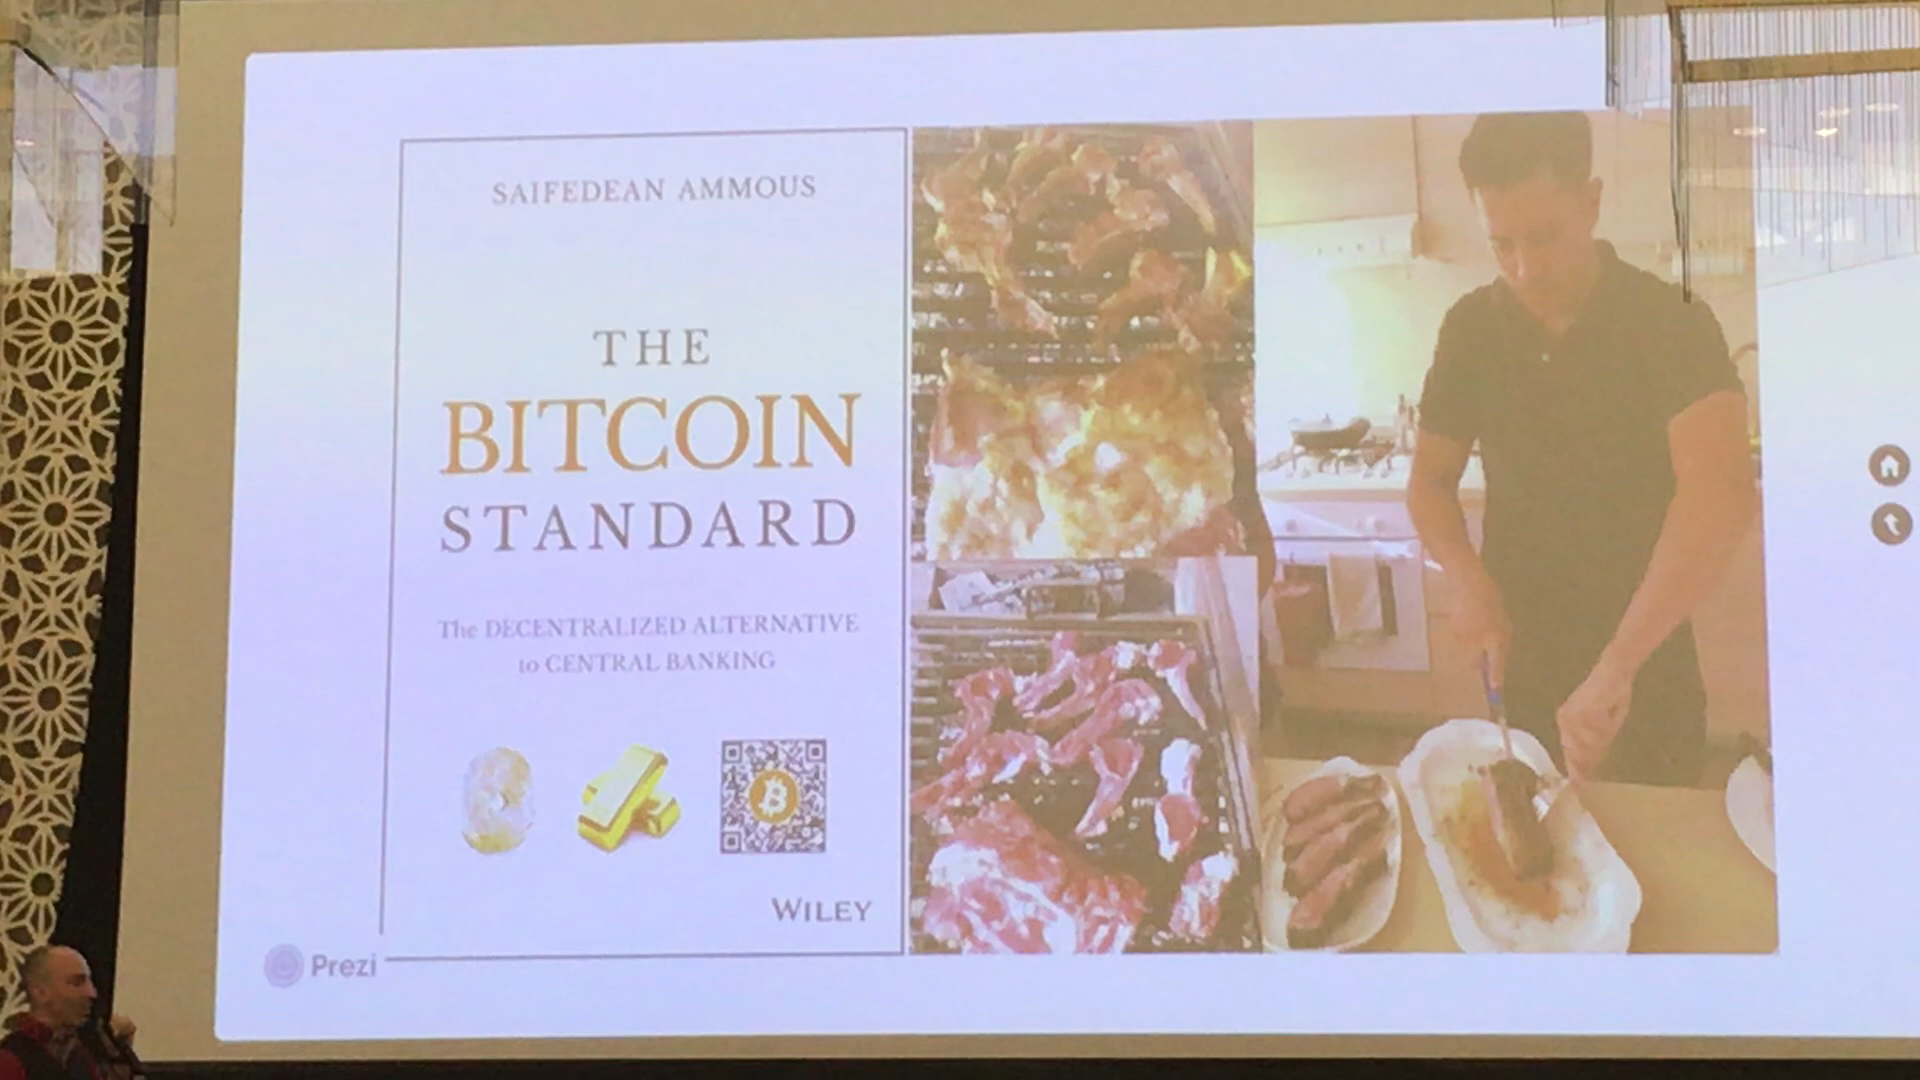 SAIFEDEAN AMMOUS
THE
BITCOIN
STANDARD
The DECENTRALIZED ALTERNATIVE
to CENTRAL BANKING
WILEY
Prezi